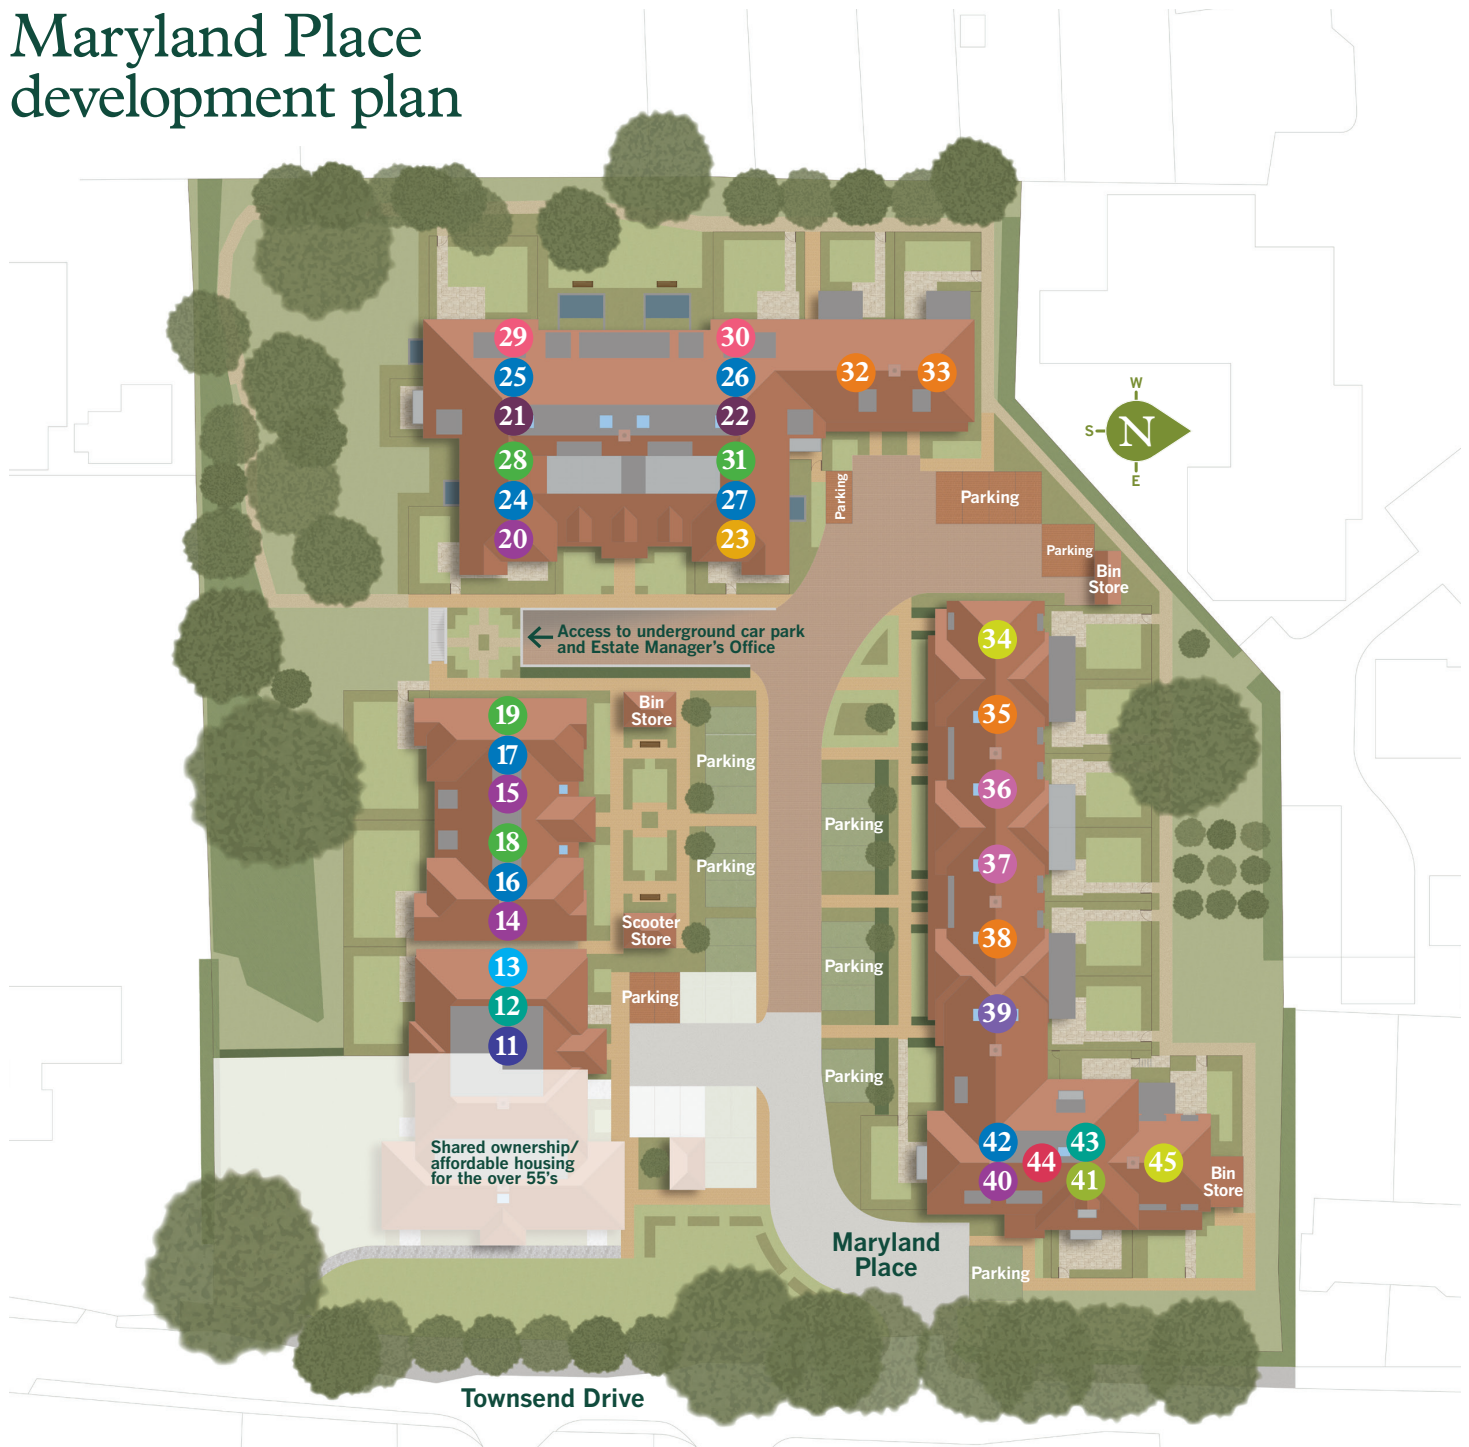 Maryland Place
development plan
29
30
25
26
32
33
21
22
W
S
N
E
28
31
24
27
Parking
Parking
20
23
Parking
Bin
Store
← Access to underground car park
and Estate Manager's Office
34
19
Bin
Store
35
17
Parking
15
36
Parking
18
16
Parking
37
14
Scooter
Store
38
13
Parking
12
Parking
39
11
Parking
Shared ownership/
affordable housing
for the over 55's
42
43
44
45
40
41
Bin
Store
Maryland
Place
Parking
Townsend Drive